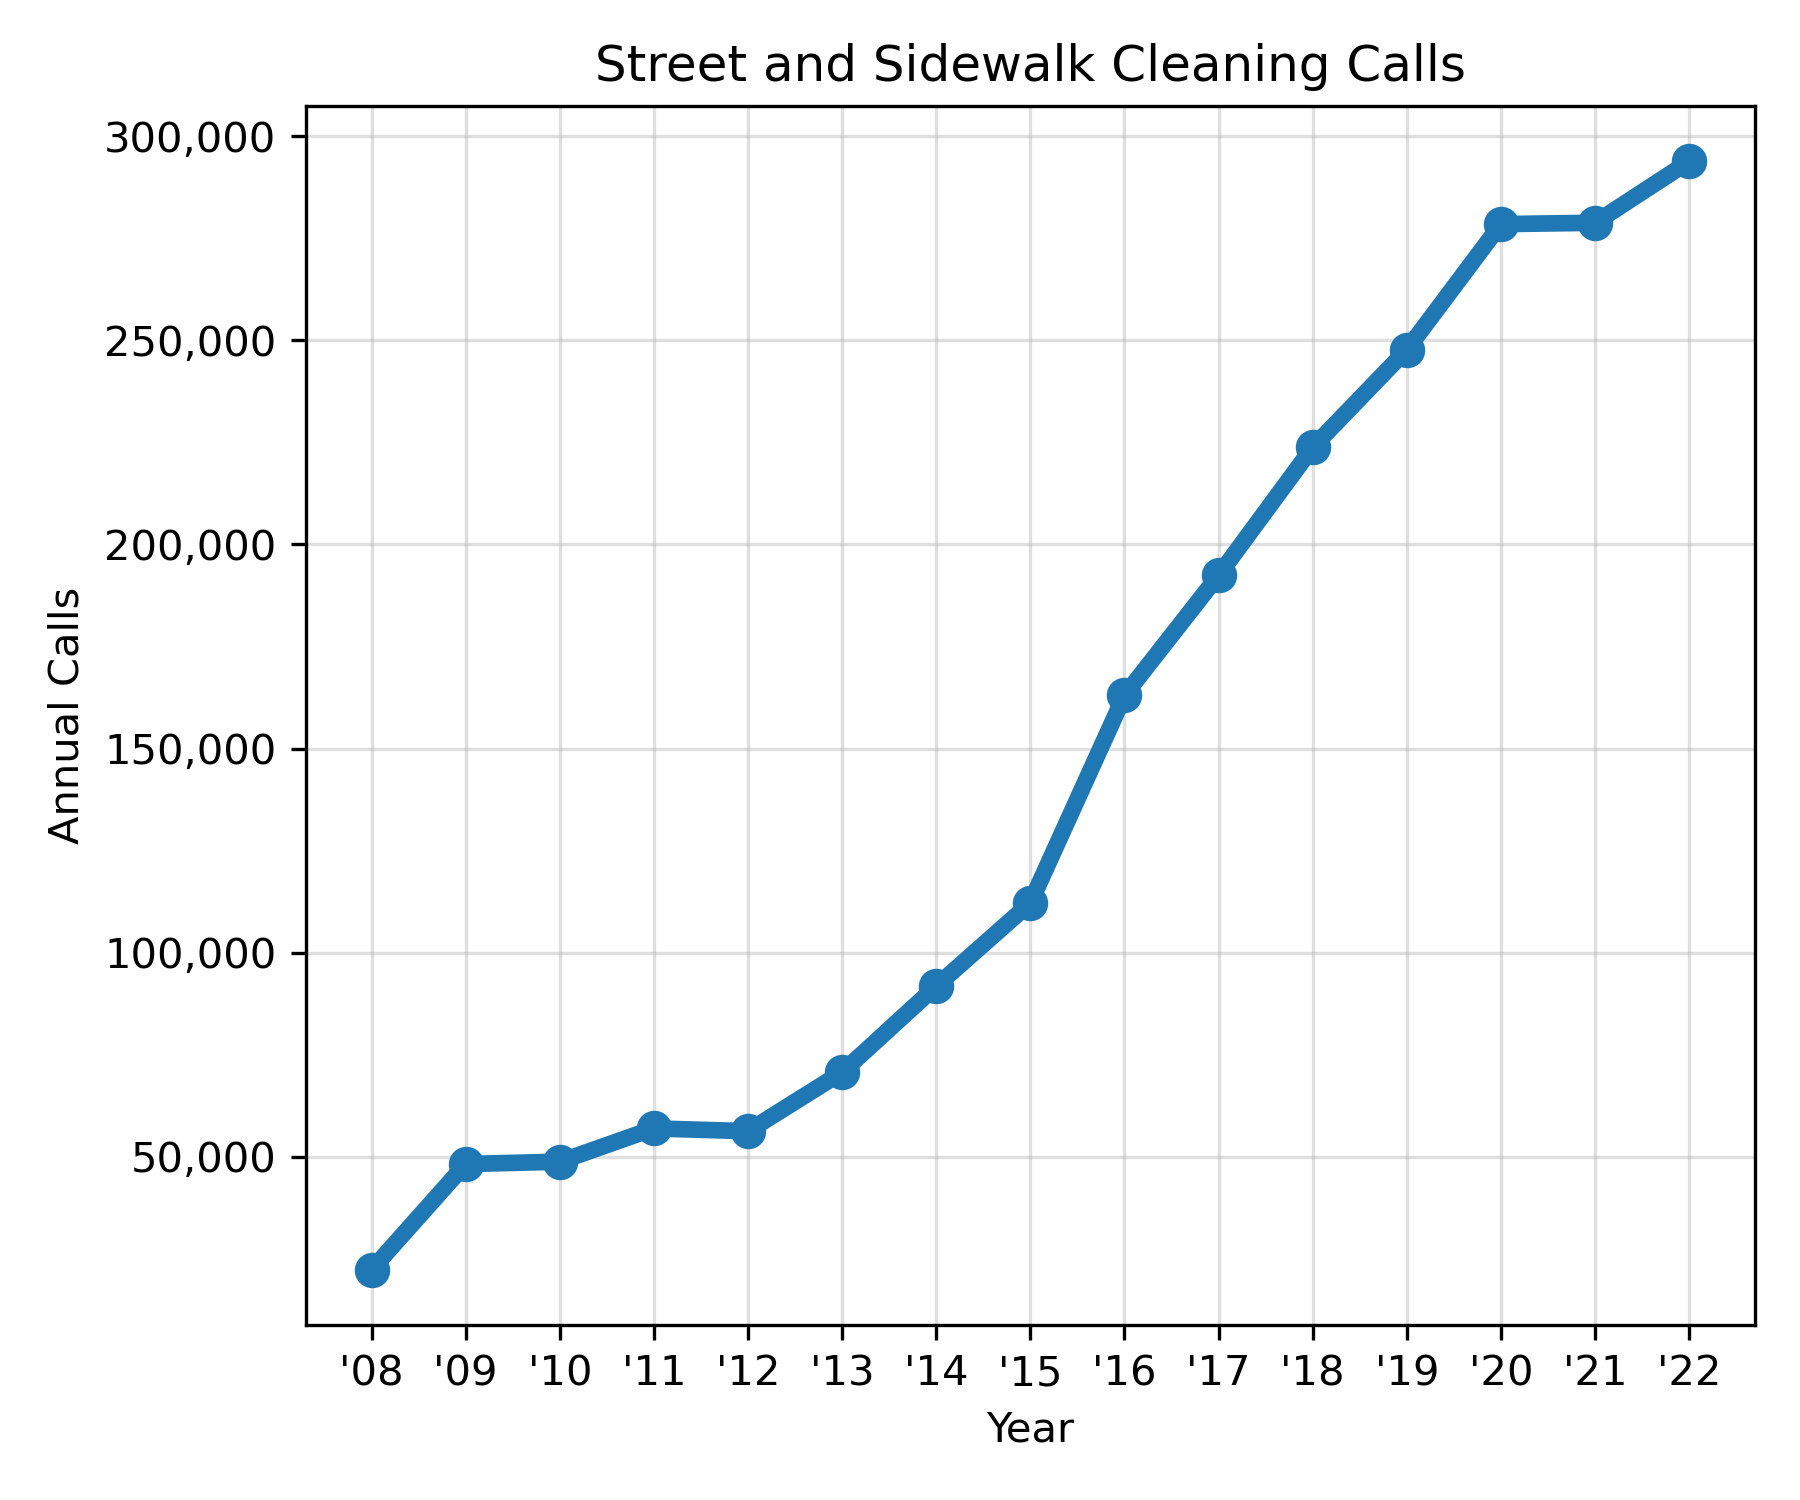 Street and Sidewalk Cleaning Calls
300,000
250,000
200,000
150,000
100,000
50,000
Annual Calls
'08 '09 '10 '11 '12 '13 '14 '15 '16 '17 '18 '19 '20 '21 '22
Year